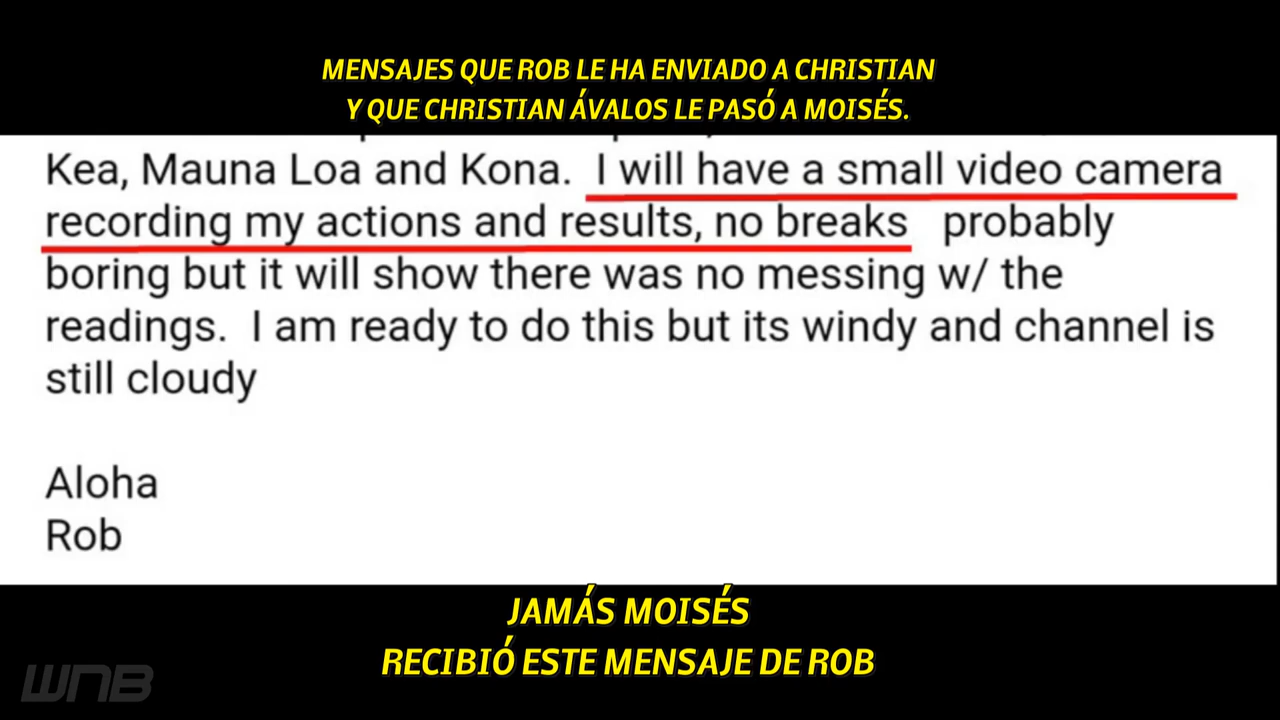 MENSAJES QUE ROB LE HA ENVIADO A CHRISTIAN
Y QUE CHRISTIAN ÁVALOS LE PASÓ A MOISÉS.
Kea, Mauna Loa and Kona. I will have a small video camera
recording my actions and results, no breaks probably
boring but it will show there was no messing w/ the
readings. I am ready to do this but its windy and channel is
still cloudy
Aloha
Rob
JAMÁS MOISÉS
RECIBIÓ ESTE MENSAJE DE ROB
WNB